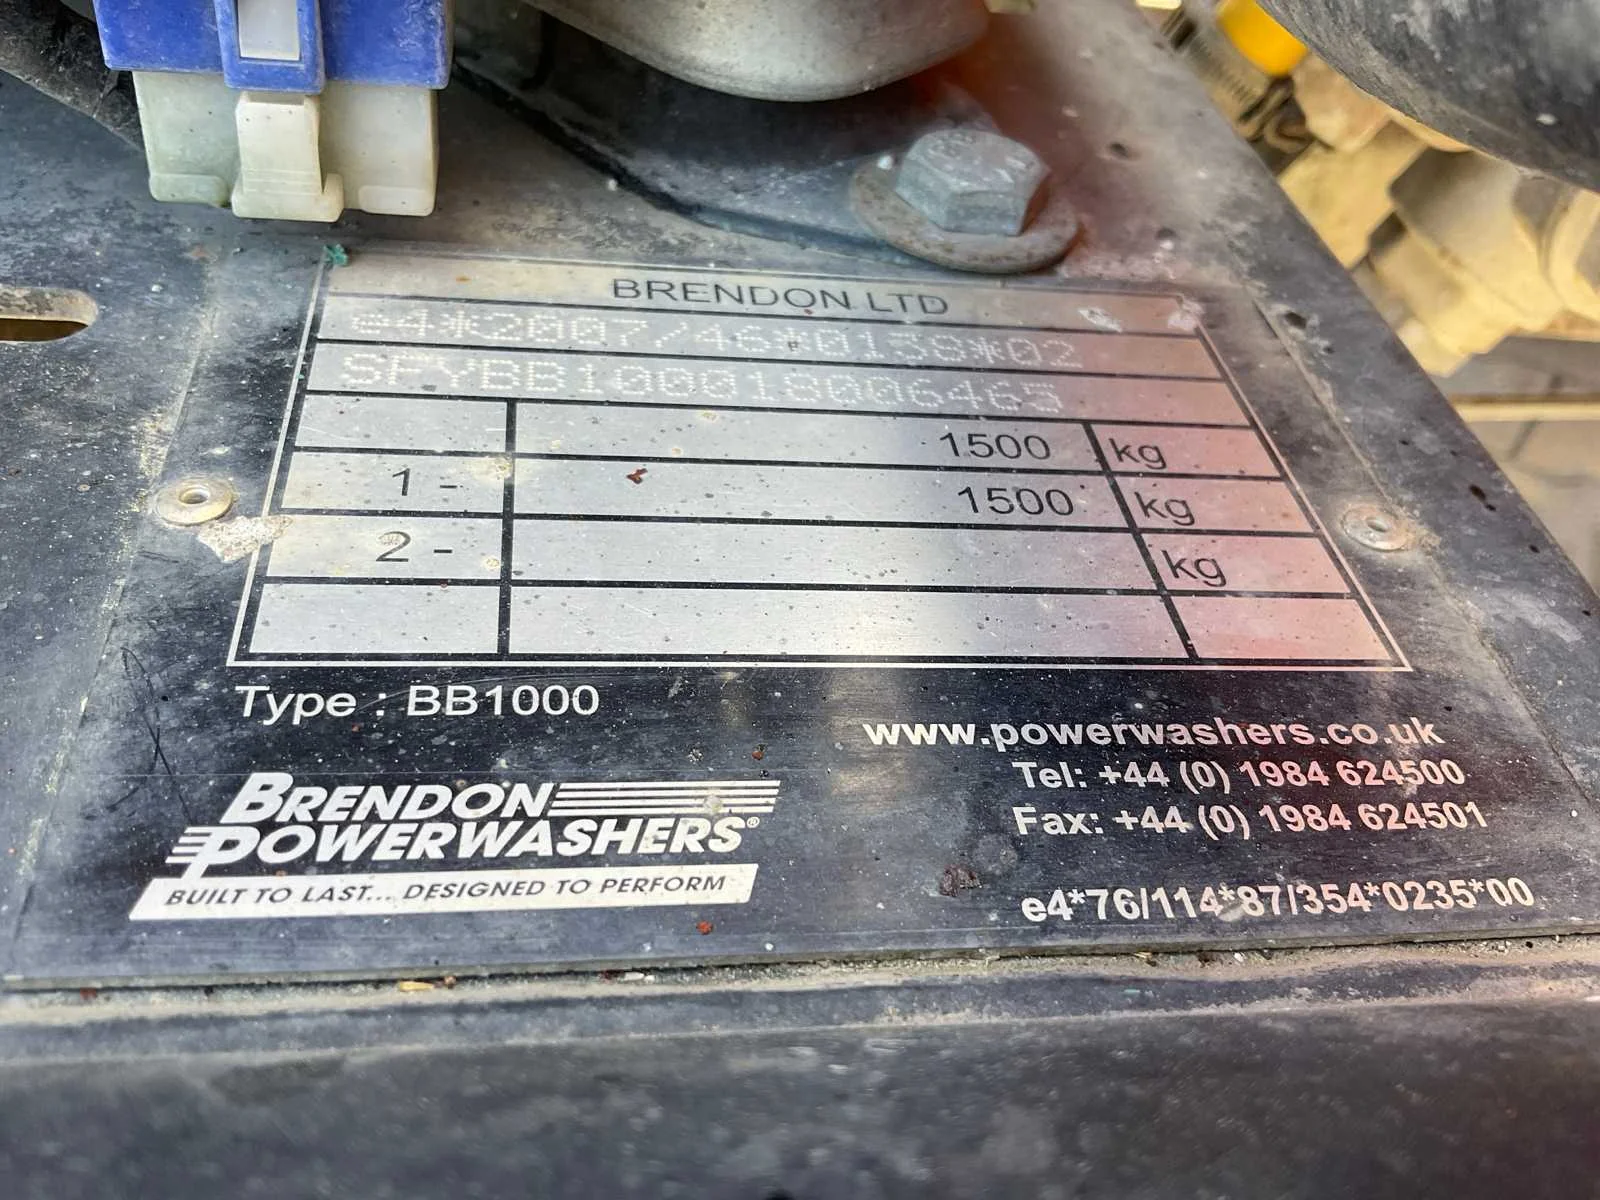 BRENDON LTD
e4*2007/46*0138*02
SFYBB100018006465
1500 kg
1 - 1500 kg
2 - kg
Type : BB1000
www.powerwashers.co.uk
Tel: +44 (0) 1984 624500
Fax: +44 (0) 1984 624501
BRENDON
POWERWASHERS®
BUILT TO LAST... DESIGNED TO PERFORM
e4*76/114*87/354*0235*00